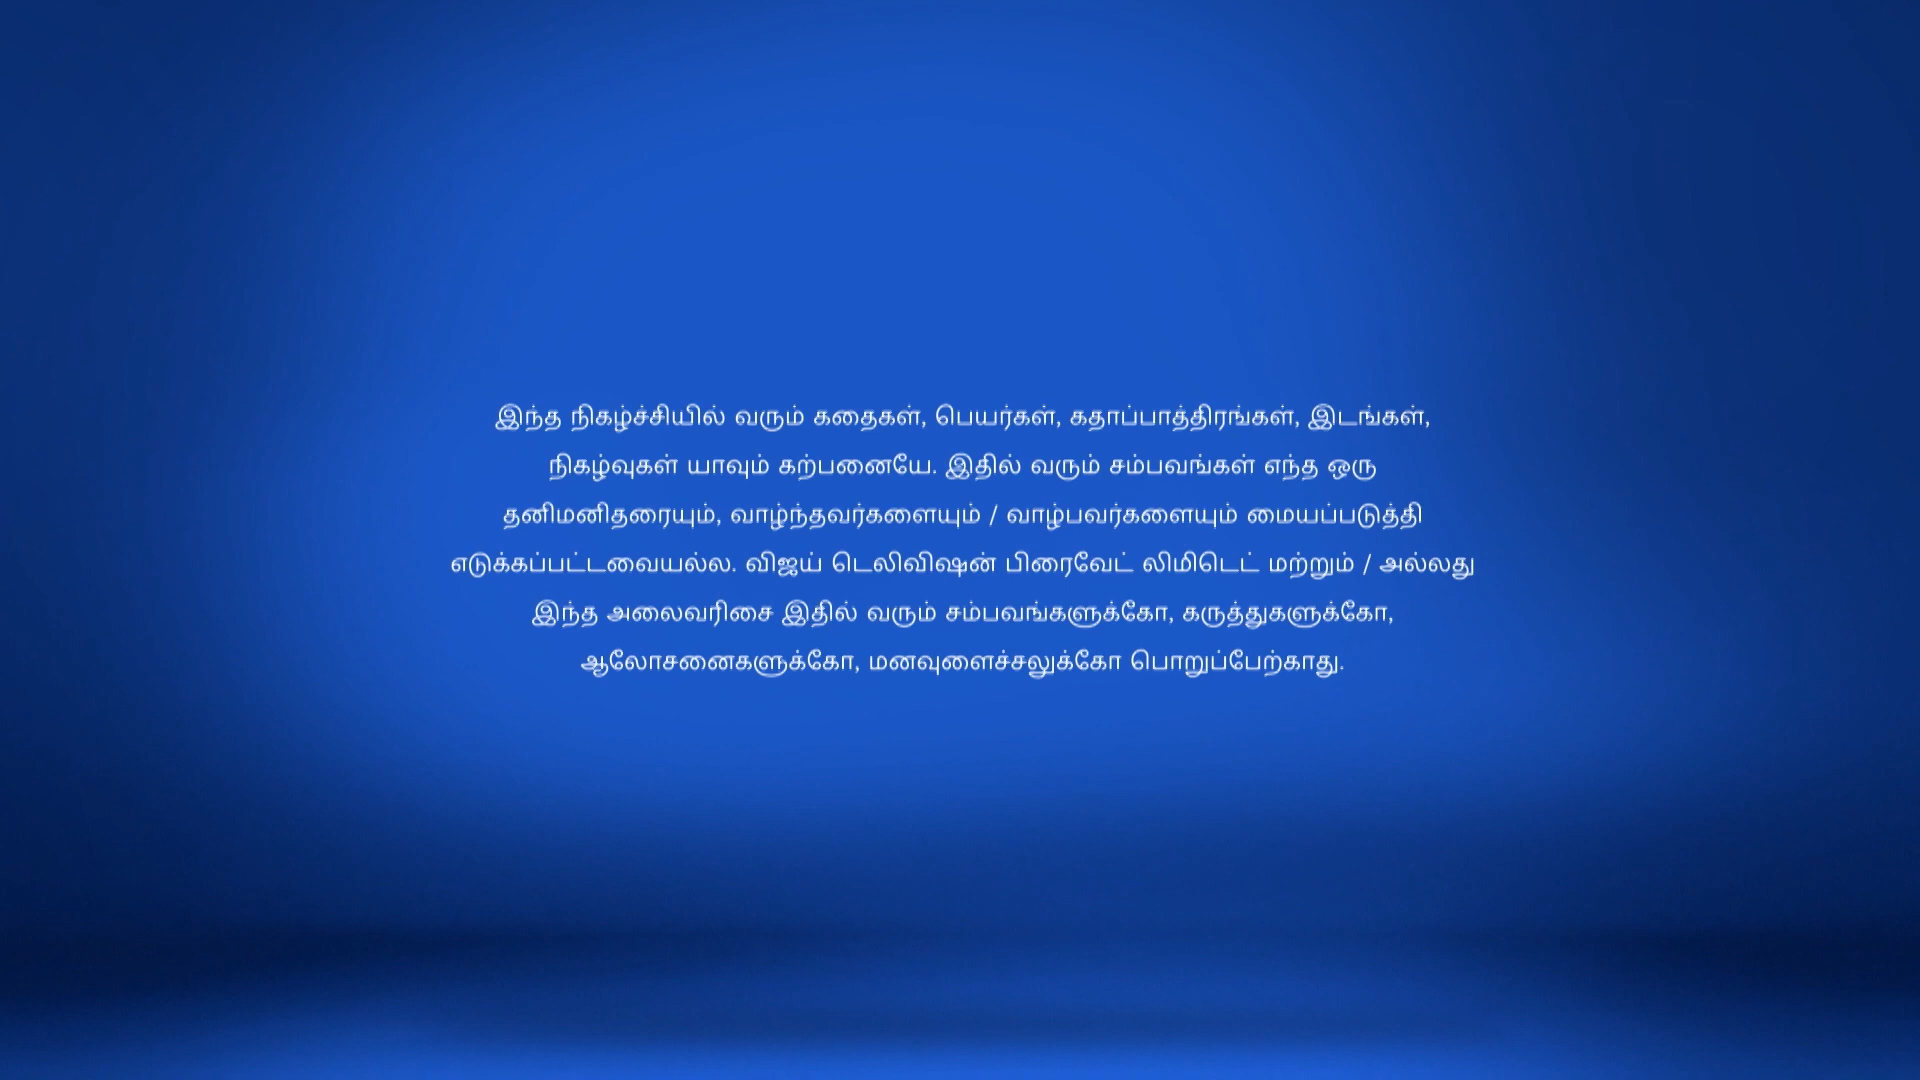 இந்த நிகழ்ச்சியில் வரும் கதைகள், பெயர்கள், கதாப்பாத்திரங்கள், இடங்கள்,
நிகழ்வுகள் யாவும் கற்பனையே. இதில் வரும் சம்பவங்கள் எந்த ஒரு
தனிமனிதரையும், வாழ்ந்தவர்களையும் / வாழ்பவர்களையும் மையப்படுத்தி
எடுக்கப்பட்டவையல்ல. விஜய் டெலிவிஷன் பிரைவேட் லிமிடெட் மற்றும் / அல்லது
இந்த அலைவரிசை இதில் வரும் சம்பவங்களுக்கோ, கருத்துகளுக்கோ,
ஆலோசனைகளுக்கோ, மனவுளைச்சலுக்கோ பொறுப்பேற்காது.